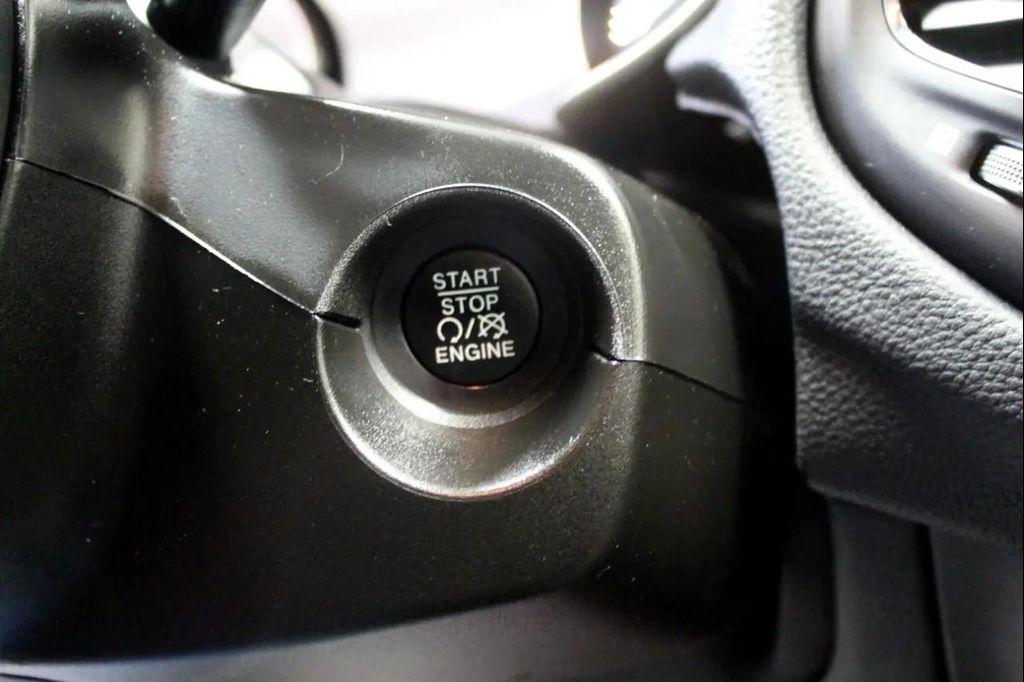 START
STOP
/
ENGINE